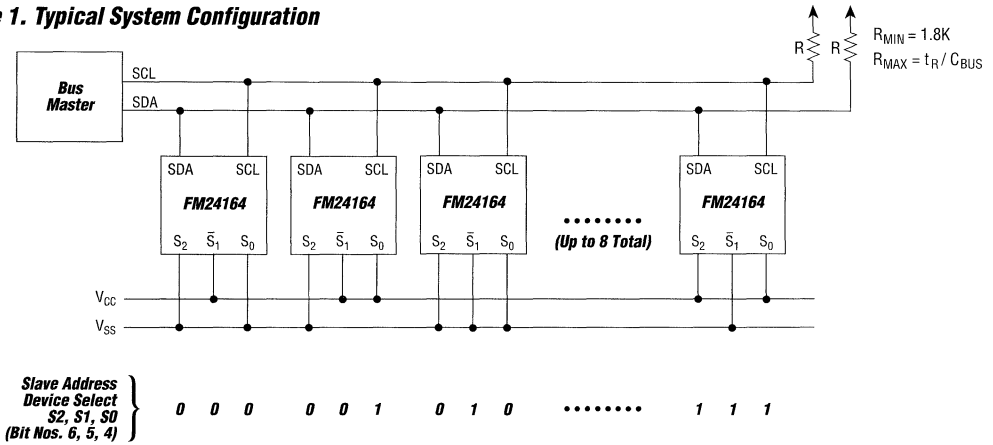 e 1. Typical System Configuration
R R R_MIN = 1.8K
R_MAX = t_R / C_BUS
Bus
Master
SCL
SDA
SDA SCL SDA SCL SDA SCL SDA SCL
FM24164 FM24164 FM24164 FM24164
(Up to 8 Total)
S₂ S̅₁ S₀ S₂ S̅₁ S₀ S₂ S̅₁ S₀ S₂ S̅₁ S₀
V_CC
V_SS
Slave Address
Device Select
S2, S1, S0
(Bit Nos. 6, 5, 4)
0 0 0 0 0 1 0 1 0 •••••••• 1 1 1